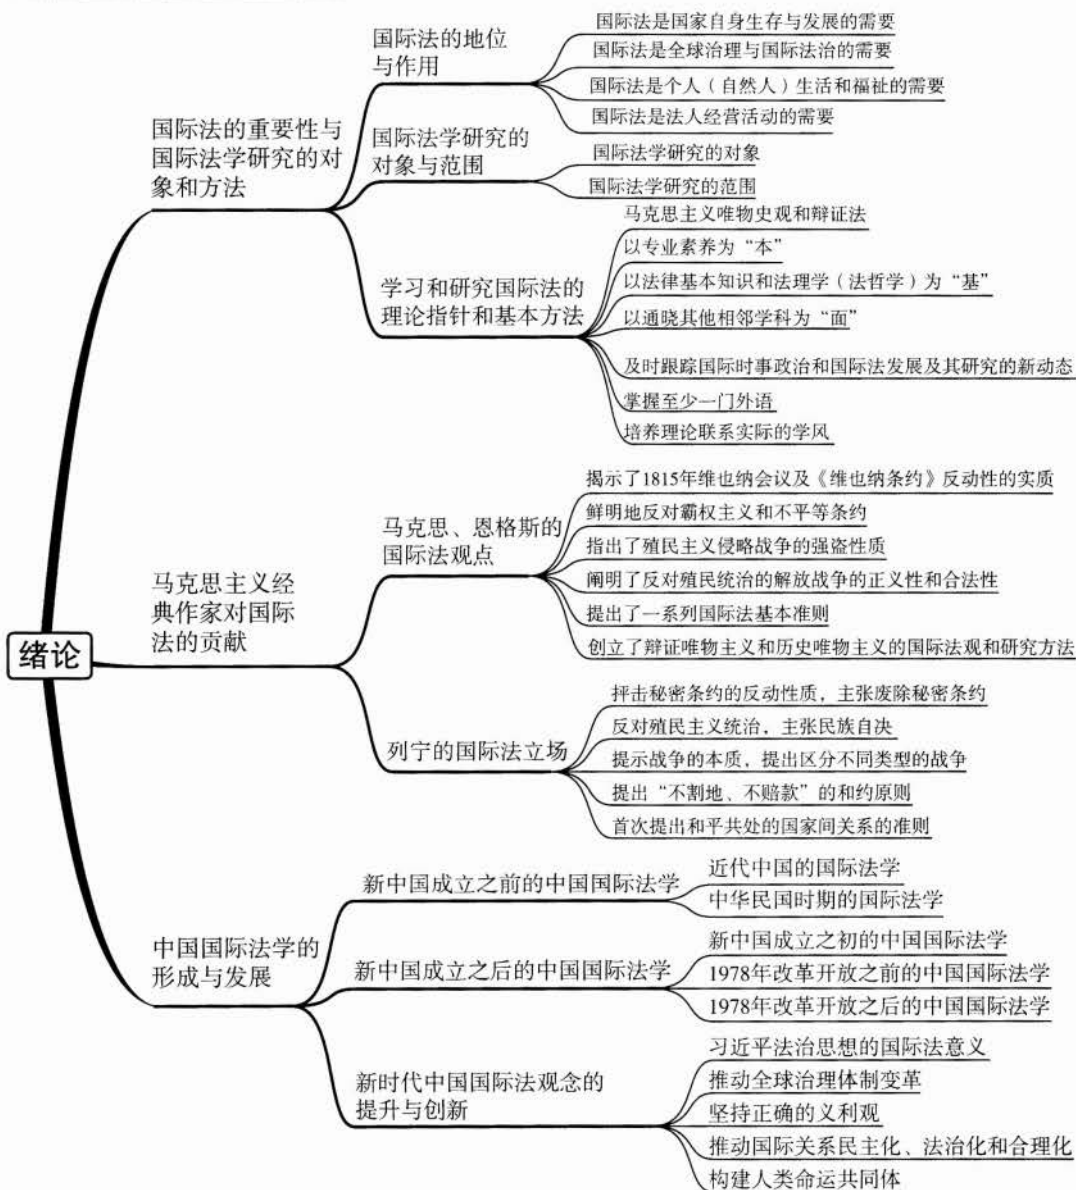 绪论
国际法的重要性与
国际法学研究的对
象和方法
国际法的地位
与作用
国际法是国家自身生存与发展的需要
国际法是全球治理与国际法治的需要
国际法是个人（自然人）生活和福祉的需要
国际法是法人经营活动的需要
国际法学研究的
对象与范围
国际法学研究的对象
国际法学研究的范围
学习和研究国际法的
理论指针和基本方法
马克思主义唯物史观和辩证法
以专业素养为“本”
以法律基本知识和法理学（法哲学）为“基”
以通晓其他相邻学科为“面”
及时跟踪国际时事政治和国际法发展及其研究的新动态
掌握至少一门外语
培养理论联系实际的学风
马克思主义经
典作家对国际
法的贡献
马克思、恩格斯的
国际法观点
揭示了1815年维也纳会议及《维也纳条约》反动性的实质
鲜明地反对霸权主义和不平等条约
指出了殖民主义侵略战争的强盗性质
阐明了反对殖民统治的解放战争的正义性和合法性
提出了一系列国际法基本准则
创立了辩证唯物主义和历史唯物主义的国际法观和研究方法
列宁的国际法立场
抨击秘密条约的反动性质，主张废除秘密条约
反对殖民主义统治，主张民族自决
提示战争的本质，提出区分不同类型的战争
提出“不割地、不赔款”的和约原则
首次提出和平共处的国家间关系的准则
中国国际法学的
形成与发展
新中国成立之前的中国国际法学
近代中国的国际法学
中华民国时期的国际法学
新中国成立之后的中国国际法学
新中国成立之初的中国国际法学
1978年改革开放之前的中国国际法学
1978年改革开放之后的中国国际法学
新时代中国国际法观念的
提升与创新
习近平法治思想的国际法意义
推动全球治理体制变革
坚持正确的义利观
推动国际关系民主化、法治化和合理化
构建人类命运共同体